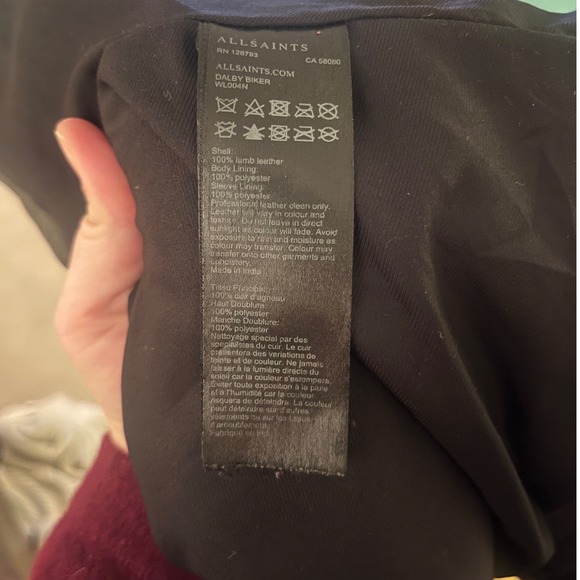 ALLSAINTS
RN 128793 CA 58080
ALLSAINTS.COM
DALBY BIKER
WL004N
Shell:
100% lamb leather
Body Lining:
100% polyester
Sleeve Lining:
100% polyester
Professional leather clean only.
Leather will vary in colour and
texture. Do not leave in direct
sunlight as colour will fade. Avoid
exposure to rain and moisture as
colour may transfer. Colour may
transfer onto other garments and
upholstery.
Made in India
Tissu Principal:
100% cuir d'agneau
Haut Doublure:
100% polyester
Manche Doublure:
100% polyester
Nettoyage spécial par des
spécialistes du cuir. Le cuir
présentera des variations de
teinte et de couleur. Ne jamais
laisser à la lumière directe du
soleil car la couleur s'estompera.
Eviter toute exposition à la pluie
et l'humidité car la couleur
risquera de déteindre. La couleur
peut déteindre sur d'autres
vêtements ou sur les tissus
d'ameublement.
Fabriqué en